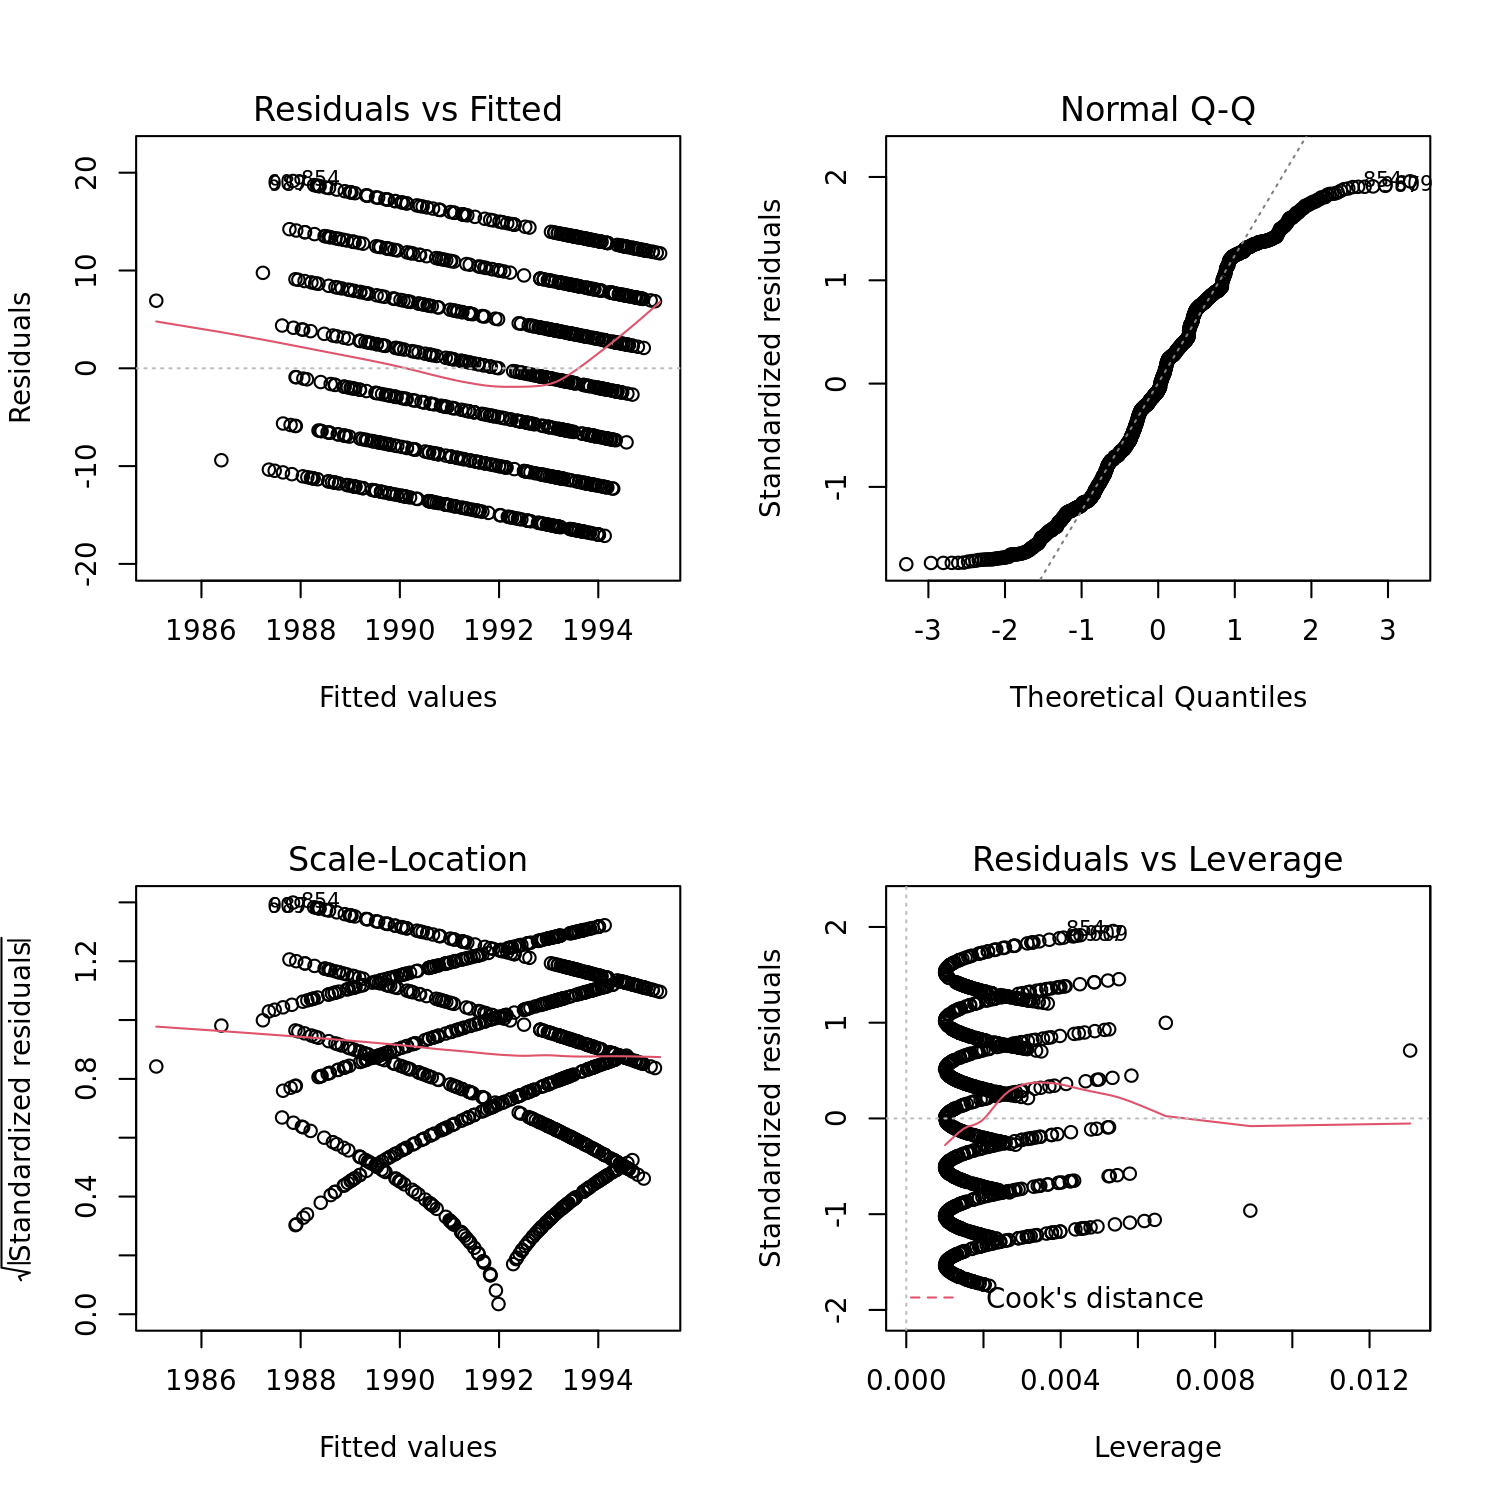 Residuals vs Fitted
Residuals
20
10
0
-10
-20
854
1986 1988 1990 1992 1994
Fitted values
Normal Q-Q
Standardized residuals
2
1
0
-1
854
-3 -2 -1 0 1 2 3
Theoretical Quantiles
Scale-Location
√|Standardized residuals|
1.2
0.8
0.4
0.0
854
1986 1988 1990 1992 1994
Fitted values
Residuals vs Leverage
Standardized residuals
2
1
0
-1
-2
854
Cook's distance
0.000 0.004 0.008 0.012
Leverage